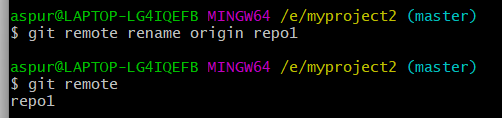 aspur@LAPTOP-LG4IQEFB MINGW64 /e/myproject2 (master)
$ git remote rename origin repo1
aspur@LAPTOP-LG4IQEFB MINGW64 /e/myproject2 (master)
$ git remote
repo1